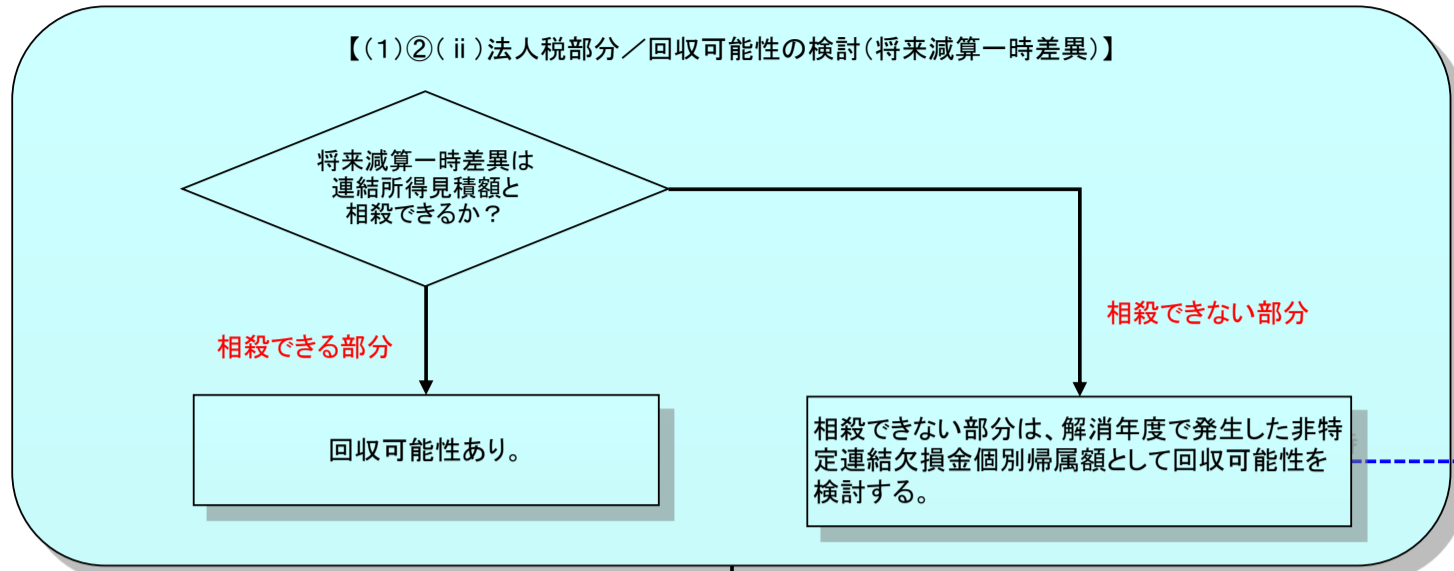 【(1)②(ⅱ)法人税部分／回収可能性の検討(将来減算一時差異)】
将来減算一時差異は
連結所得見積額と
相殺できるか？
相殺できる部分
相殺できない部分
回収可能性あり。
相殺できない部分は、解消年度で発生した非特
定連結欠損金個別帰属額として回収可能性を
検討する。